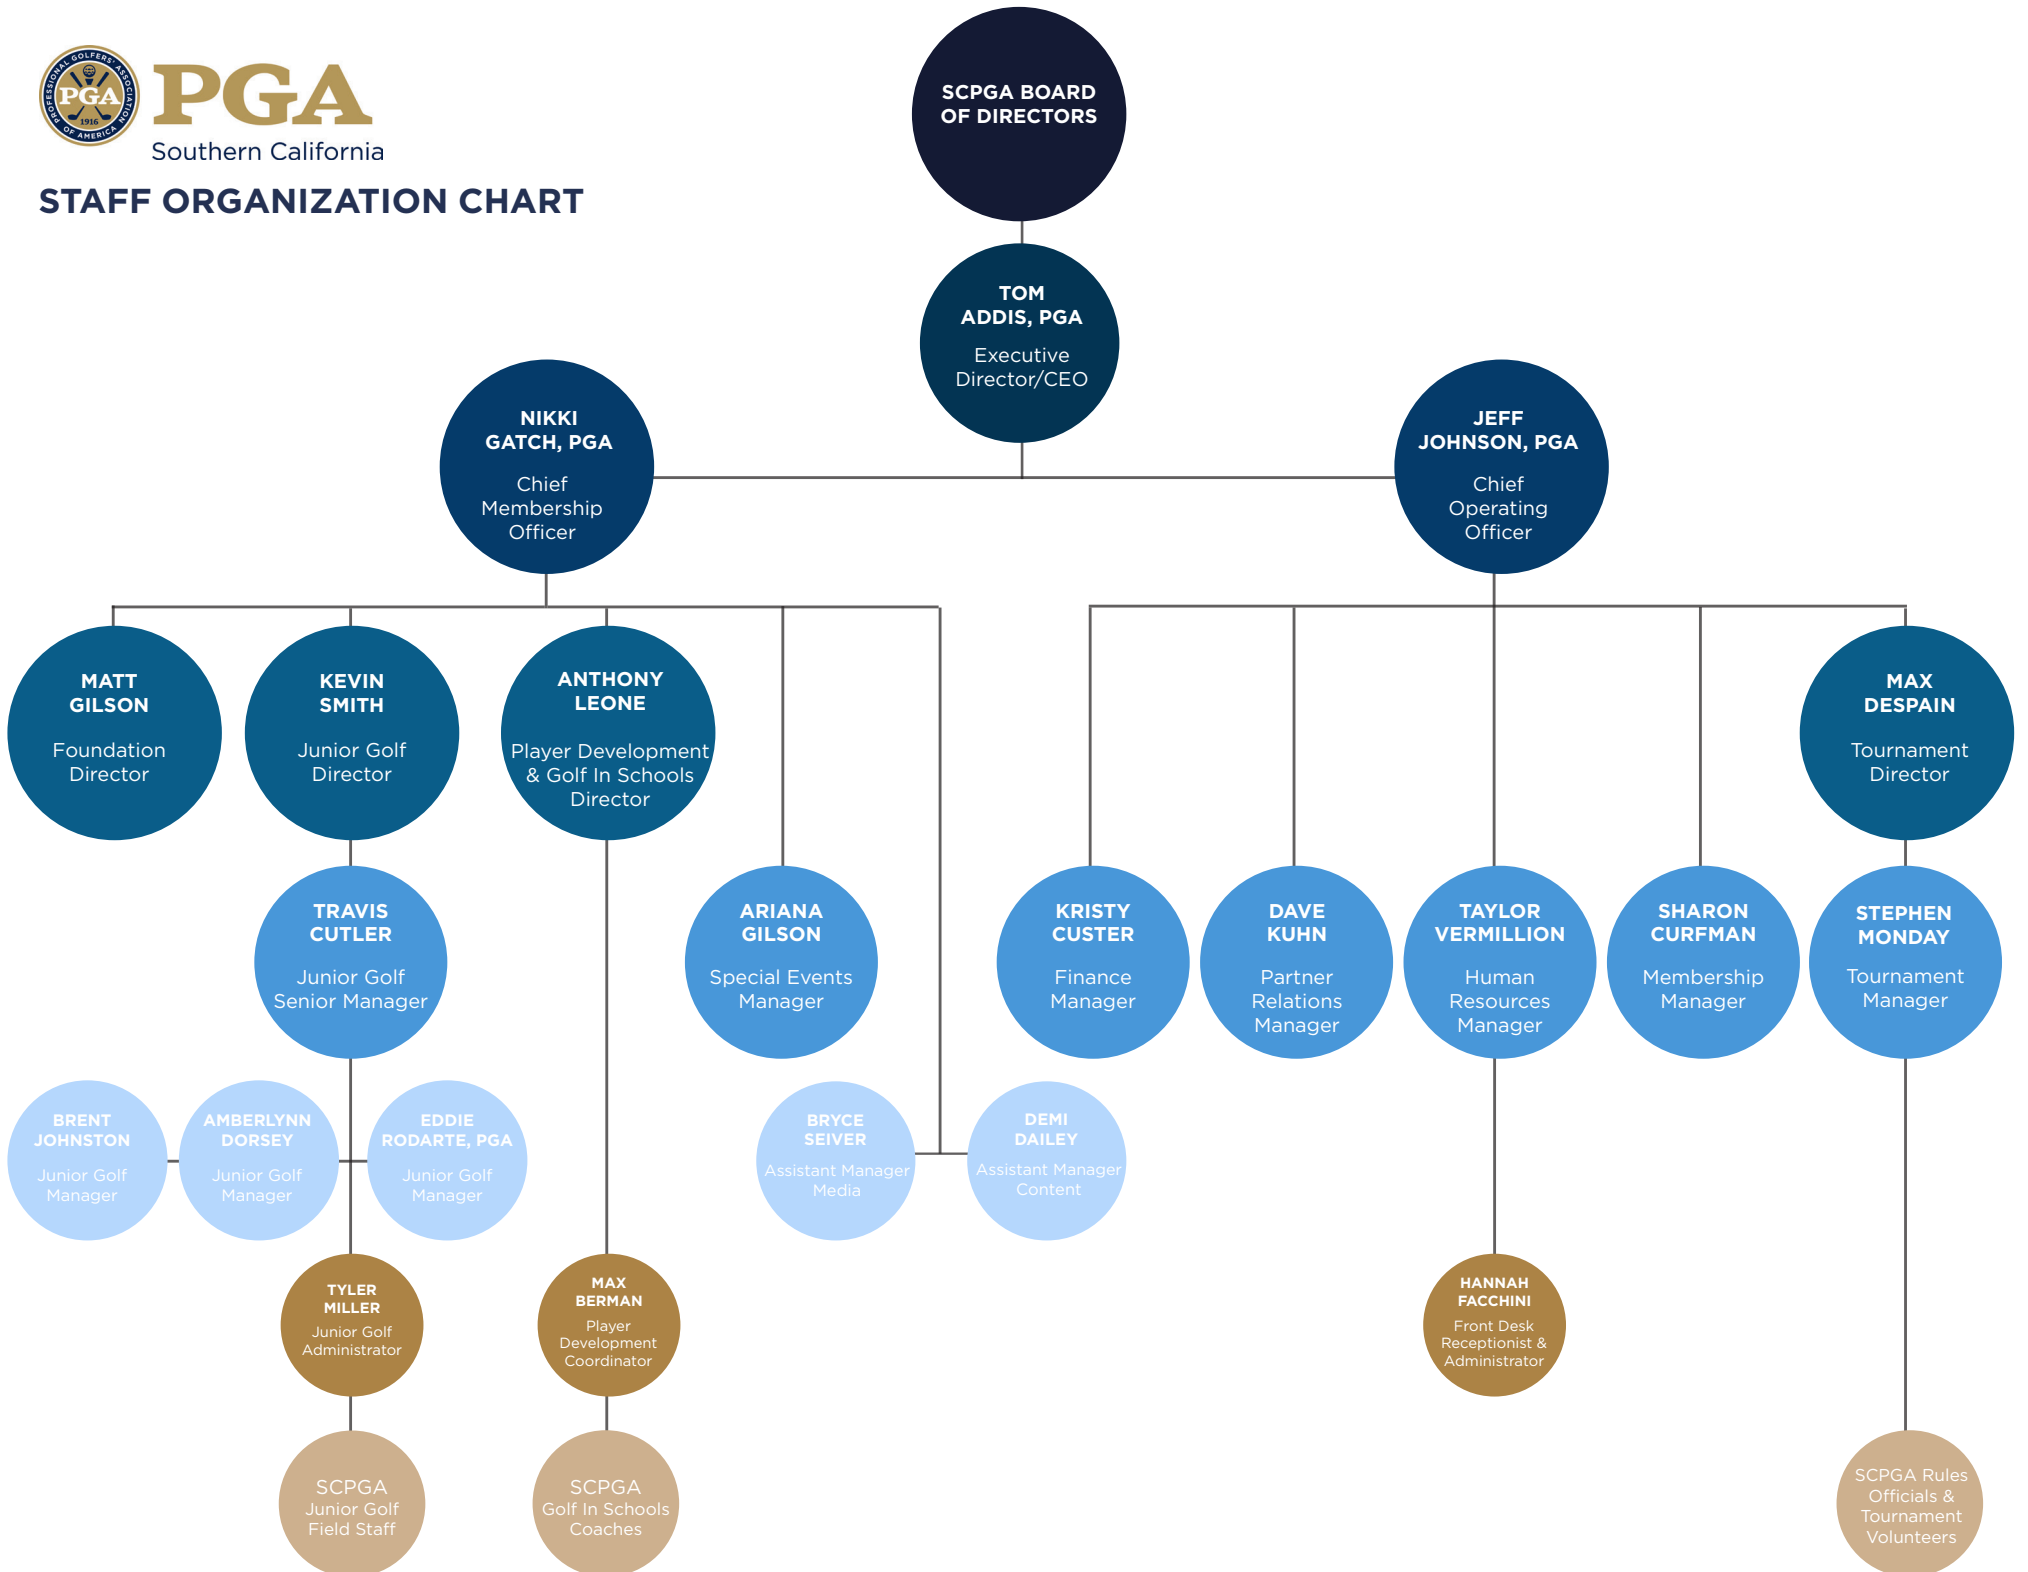 PROFESSIONAL GOLFERS' ASSOCIATION
PGA
1916
OF AMERICA
PGA
Southern California
STAFF ORGANIZATION CHART
SCPGA BOARD
OF DIRECTORS
TOM
ADDIS, PGA
Executive
Director/CEO
NIKKI
GATCH, PGA
Chief
Membership
Officer
JEFF
JOHNSON, PGA
Chief
Operating
Officer
MATT
GILSON
Foundation
Director
KEVIN
SMITH
Junior Golf
Director
ANTHONY
LEONE
Player Development
& Golf In Schools
Director
MAX
DESPAIN
Tournament
Director
TRAVIS
CUTLER
Junior Golf
Senior Manager
ARIANA
GILSON
Special Events
Manager
KRISTY
CUSTER
Finance
Manager
DAVE
KUHN
Partner
Relations
Manager
TAYLOR
VERMILLION
Human
Resources
Manager
SHARON
CURFMAN
Membership
Manager
STEPHEN
MONDAY
Tournament
Manager
BRENT
JOHNSTON
Junior Golf
Manager
AMBERLYNN
DORSEY
Junior Golf
Manager
EDDIE
RODARTE, PGA
Junior Golf
Manager
BRYCE
SEIVER
Assistant Manager
Media
DEMI
DAILEY
Assistant Manager
Content
TYLER
MILLER
Junior Golf
Administrator
MAX
BERMAN
Player
Development
Coordinator
HANNAH
FACCHINI
Front Desk
Receptionist &
Administrator
SCPGA
Junior Golf
Field Staff
SCPGA
Golf In Schools
Coaches
SCPGA Rules
Officials &
Tournament
Volunteers